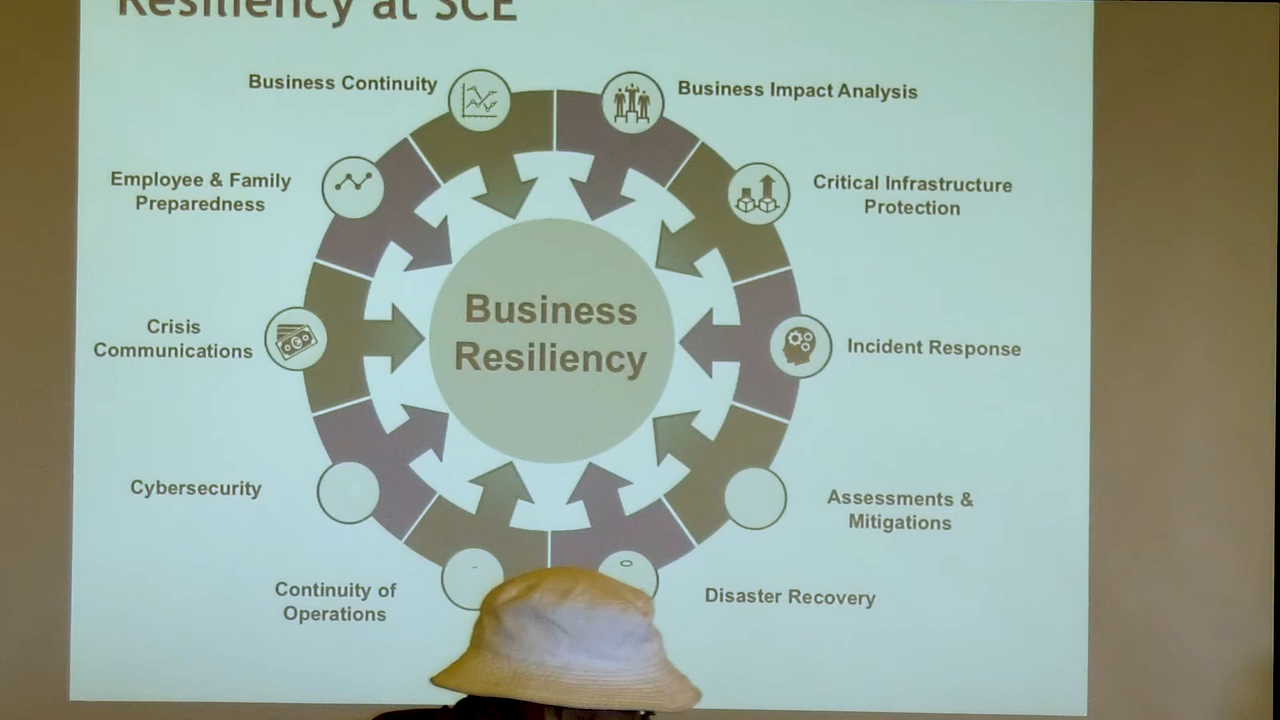 Resiliency at SCE
Business Continuity
Business Impact Analysis
Employee & Family
Preparedness
Critical Infrastructure
Protection
Crisis
Communications
Business
Resiliency
Incident Response
Cybersecurity
Assessments &
Mitigations
Continuity of
Operations
Disaster Recovery